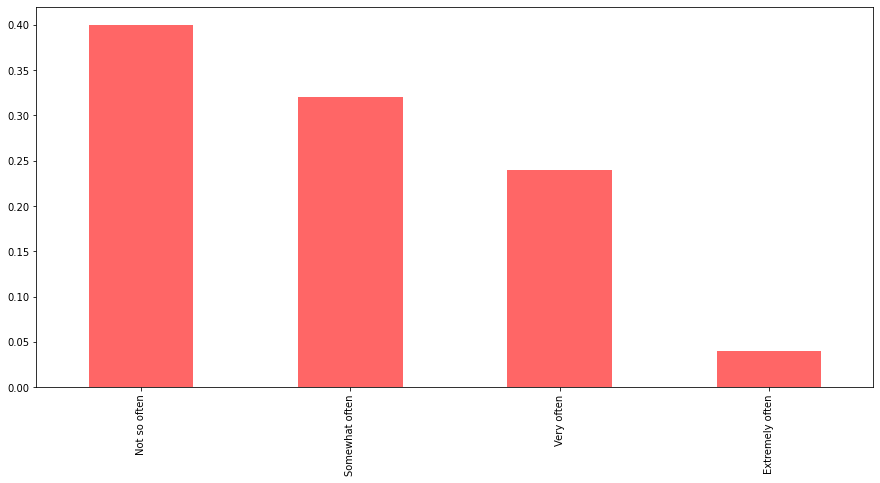 0.40
0.35
0.30
0.25
0.20
0.15
0.10
0.05
0.00
Not so often
Somewhat often
Very often
Extremely often